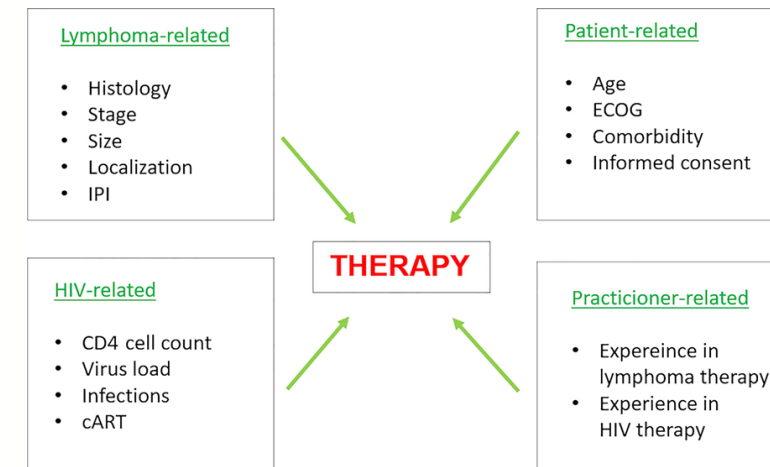 Lymphoma-related
• Histology
• Stage
• Size
• Localization
• IPI
Patient-related
• Age
• ECOG
• Comorbidity
• Informed consent
THERAPY
HIV-related
• CD4 cell count
• Virus load
• Infections
• cART
Practicioner-related
• Expereince in
lymphoma therapy
• Experience in
HIV therapy